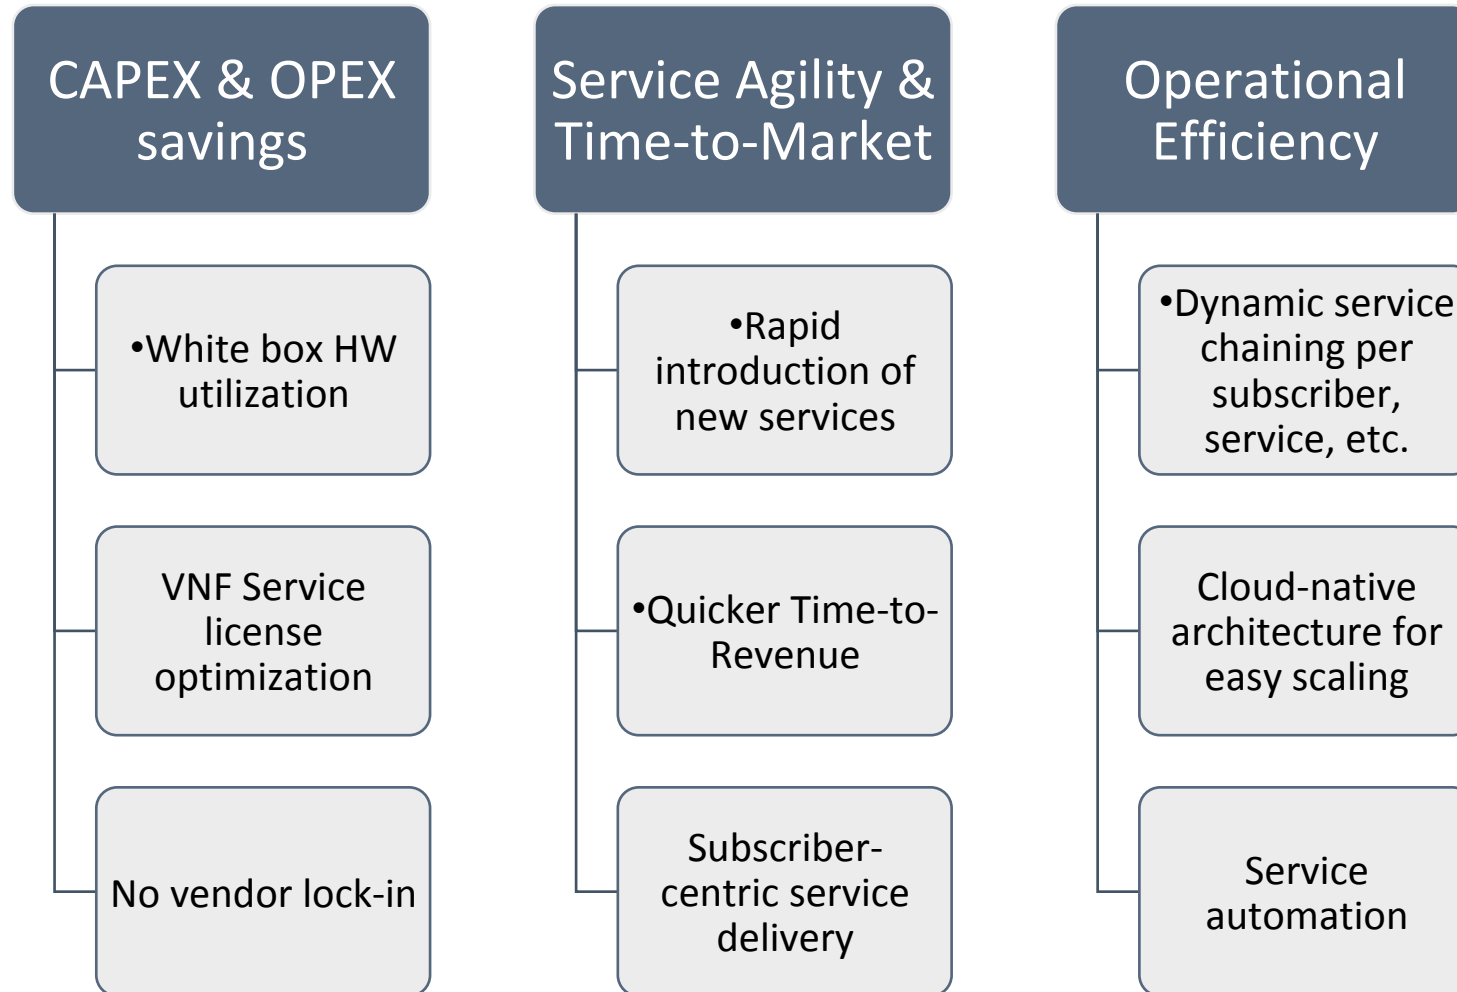 CAPEX & OPEX
savings
•White box HW
utilization
VNF Service
license
optimization
No vendor lock-in
Service Agility &
Time-to-Market
•Rapid
introduction of
new services
•Quicker Time-to-
Revenue
Subscriber-
centric service
delivery
Operational
Efficiency
•Dynamic service
chaining per
subscriber,
service, etc.
Cloud-native
architecture for
easy scaling
Service
automation